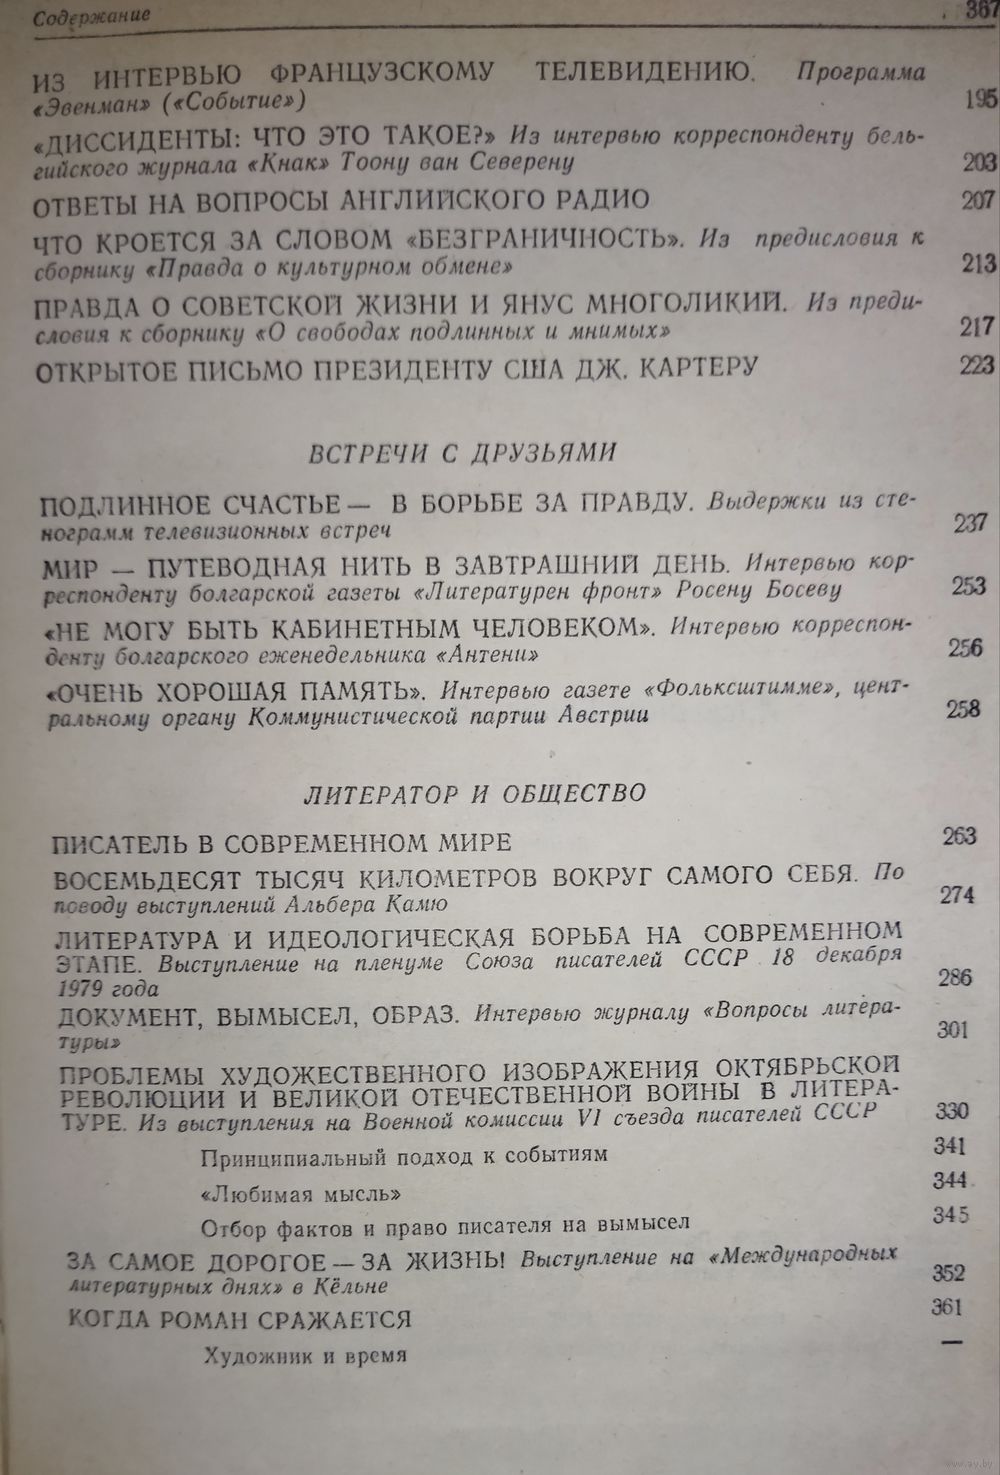 Содержание 367
ИЗ ИНТЕРВЬЮ ФРАНЦУЗСКОМУ ТЕЛЕВИДЕНИЮ. Программа
«Эвенман» («Событие») 195
«ДИССИДЕНТЫ: ЧТО ЭТО ТАКОЕ?» Из интервью корреспонденту бель-
гийского журнала «Кнак» Тоону ван Северену 203
ОТВЕТЫ НА ВОПРОСЫ АНГЛИЙСКОГО РАДИО 207
ЧТО КРОЕТСЯ ЗА СЛОВОМ «БЕЗГРАНИЧНОСТЬ». Из предисловия к
сборнику «Правда о культурном обмене» 213
ПРАВДА О СОВЕТСКОЙ ЖИЗНИ И ЯНУС МНОГОЛИКИЙ. Из преди-
словия к сборнику «О свободах подлинных и мнимых» 217
ОТКРЫТОЕ ПИСЬМО ПРЕЗИДЕНТУ США ДЖ. КАРТЕРУ 223
ВСТРЕЧИ С ДРУЗЬЯМИ
ПОДЛИННОЕ СЧАСТЬЕ — В БОРЬБЕ ЗА ПРАВДУ. Выдержки из сте-
нограмм телевизионных встреч 237
МИР — ПУТЕВОДНАЯ НИТЬ В ЗАВТРАШНИЙ ДЕНЬ. Интервью кор-
респонденту болгарской газеты «Литературен фронт» Росену Босеву 253
«НЕ МОГУ БЫТЬ КАБИНЕТНЫМ ЧЕЛОВЕКОМ». Интервью корреспон-
денту болгарского еженедельника «Антени» 256
«ОЧЕНЬ ХОРОШАЯ ПАМЯТЬ». Интервью газете «Фольксштимме», цент-
ральному органу Коммунистической партии Австрии 258
ЛИТЕРАТОР И ОБЩЕСТВО
ПИСАТЕЛЬ В СОВРЕМЕННОМ МИРЕ 263
ВОСЕМЬДЕСЯТ ТЫСЯЧ КИЛОМЕТРОВ ВОКРУГ САМОГО СЕБЯ. По
поводу выступлений Альбера Камю 274
ЛИТЕРАТУРА И ИДЕОЛОГИЧЕСКАЯ БОРЬБА НА СОВРЕМЕННОМ
ЭТАПЕ. Выступление на пленуме Союза писателей СССР 18 декабря
1979 года 286
ДОКУМЕНТ, ВЫМЫСЕЛ, ОБРАЗ. Интервью журналу «Вопросы литера-
туры» 301
ПРОБЛЕМЫ ХУДОЖЕСТВЕННОГО ИЗОБРАЖЕНИЯ ОКТЯБРЬСКОЙ
РЕВОЛЮЦИИ И ВЕЛИКОЙ ОТЕЧЕСТВЕННОЙ ВОЙНЫ В ЛИТЕРА-
ТУРЕ. Из выступления на Военной комиссии VI съезда писателей СССР 330
Принципиальный подход к событиям 341
«Любимая мысль» 344
Отбор фактов и право писателя на вымысел 345
ЗА САМОЕ ДОРОГОЕ — ЗА ЖИЗНЬ! Выступление на «Международных
литературных днях» в Кёльне 352
КОГДА РОМАН СРАЖАЕТСЯ 361
Художник и время —
www.ay.by